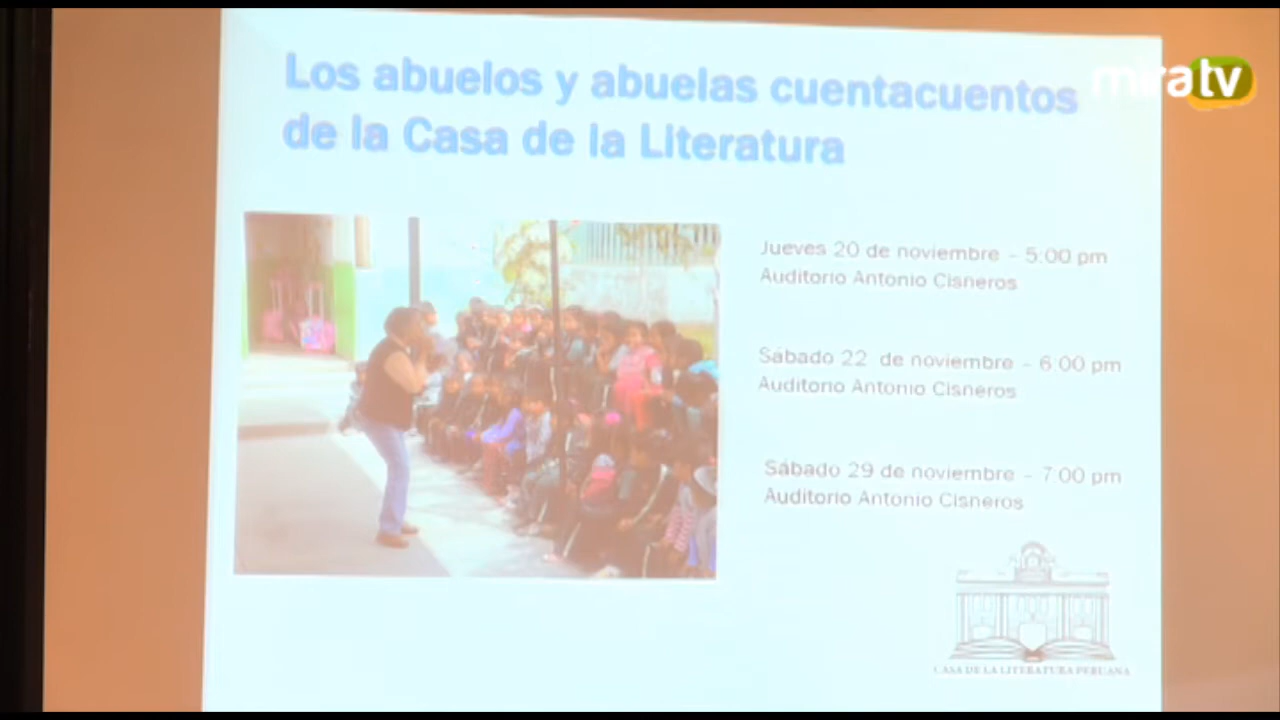 Los abuelos y abuelas cuentacuentos
de la Casa de la Literatura
miratv
Jueves 20 de noviembre - 5:00 pm
Auditorio Antonio Cisneros
Sábado 22 de noviembre - 6:00 pm
Auditorio Antonio Cisneros
Sábado 29 de noviembre - 7:00 pm
Auditorio Antonio Cisneros
CASA DE LA LITERATURA PERUANA